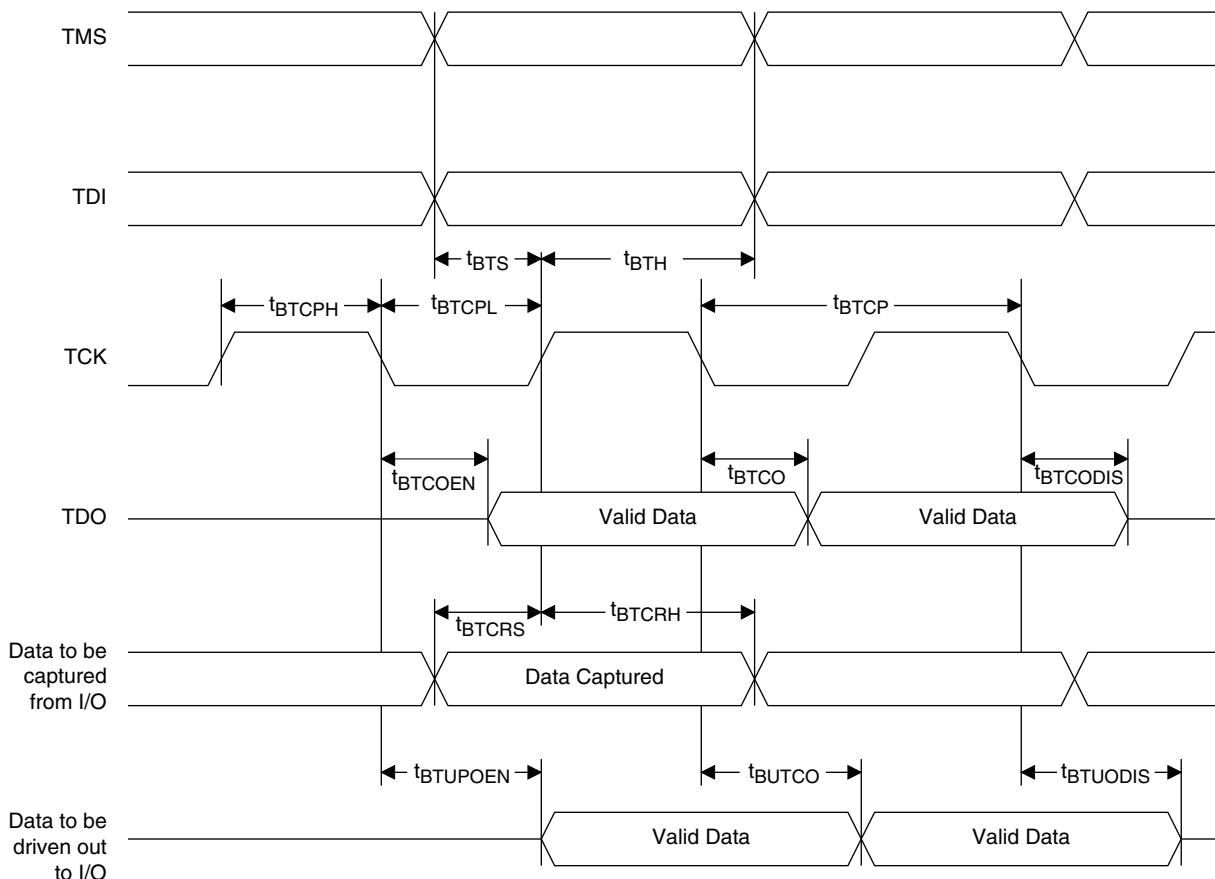 TMS
TDI
tBTS
tBTH
tBTCPH
tBTCPL
tBTCP
TCK
tBTCOEN
tBTCO
tBTCODIS
TDO
Valid Data
Valid Data
tBTCRS
tBTCRH
Data to be
captured
from I/O
Data Captured
tBTUPOEN
tBUTCO
tBTUODIS
Data to be
driven out
to I/O
Valid Data
Valid Data